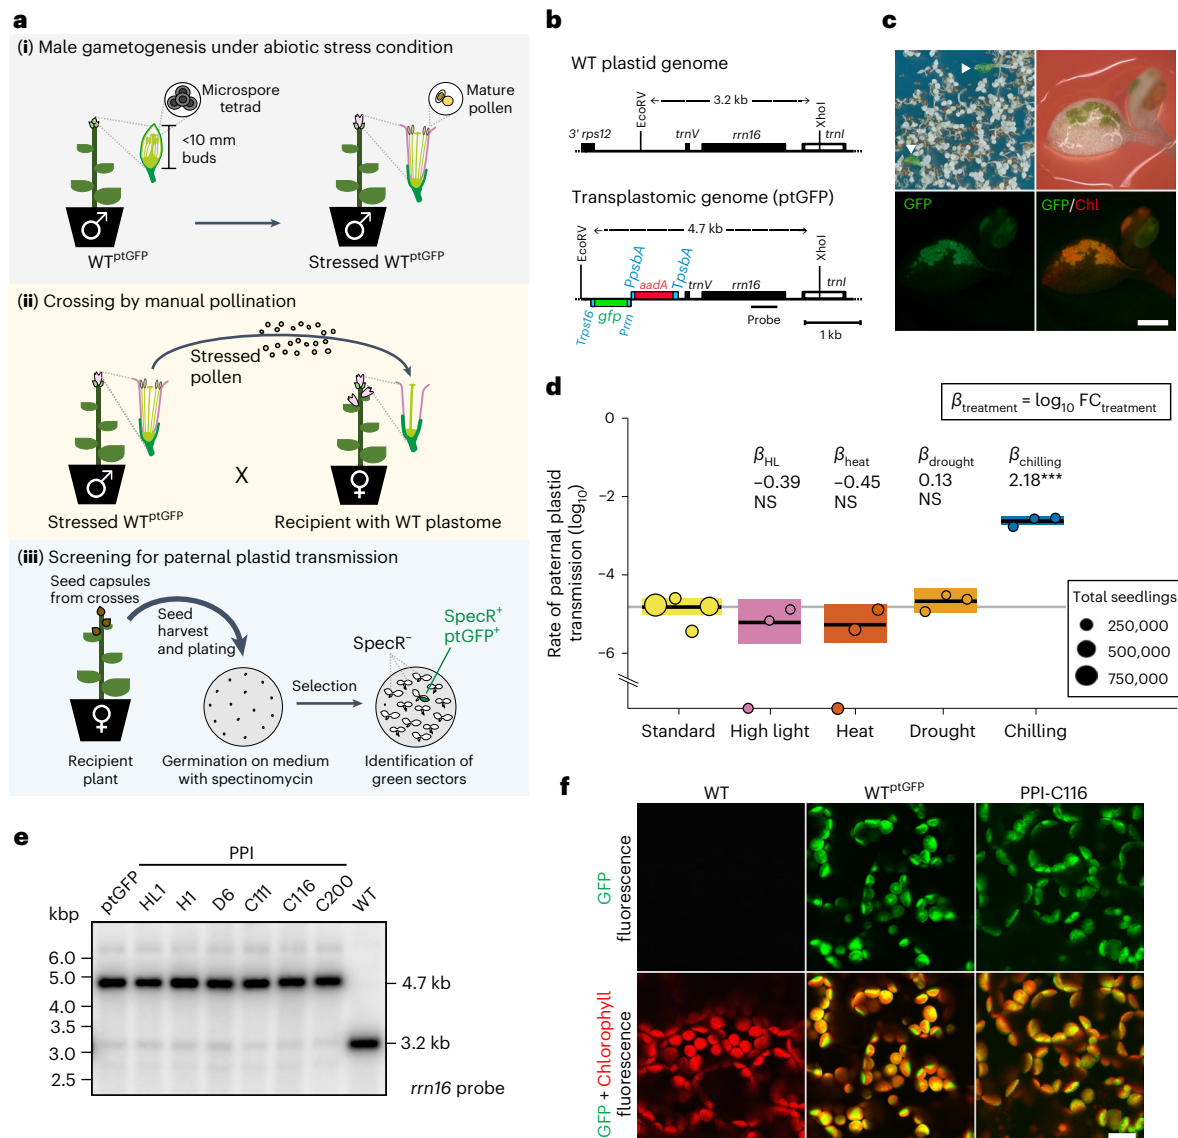 a
(i) Male gametogenesis under abiotic stress condition
Microspore
tetrad
<10 mm
buds
Mature
pollen
♂
WTptGFP
♂
Stressed WTptGFP
(ii) Crossing by manual pollination
Stressed
pollen
♂
X
♀
Stressed WTptGFP
Recipient with WT plastome
(iii) Screening for paternal plastid transmission
Seed capsules
from crosses
Seed
harvest
and plating
SpecR+
ptGFP+
SpecR−
Selection
♀
Recipient
plant
Germination on medium
with spectinomycin
Identification of
green sectors
b
WT plastid genome
EcoRV
3.2 kb
XhoI
3′ rps12
trnV
rrn16
trnI
Transplastomic genome (ptGFP)
EcoRV
4.7 kb
XhoI
PpsbA
TpsbA
aadA
trnV
rrn16
trnI
Trps16
gfp
Prrn
Probe
1 kb
c
GFP
GFP/Chl
d
βtreatment = log10 FCtreatment
Rate of paternal plastid
transmission (log10)
0
−2
−4
−6
βHL
−0.39
NS
βheat
−0.45
NS
βdrought
0.13
NS
βchilling
2.18***
Total seedlings
250,000
500,000
750,000
Standard
High light
Heat
Drought
Chilling
e
PPI
kbp
ptGFP
HL1
H1
D6
C111
C116
C200
WT
6.0
5.0
4.0
3.5
3.0
2.5
4.7 kb
3.2 kb
rrn16 probe
f
WT
WTptGFP
PPI-C116
GFP
fluorescence
GFP + Chlorophyll
fluorescence